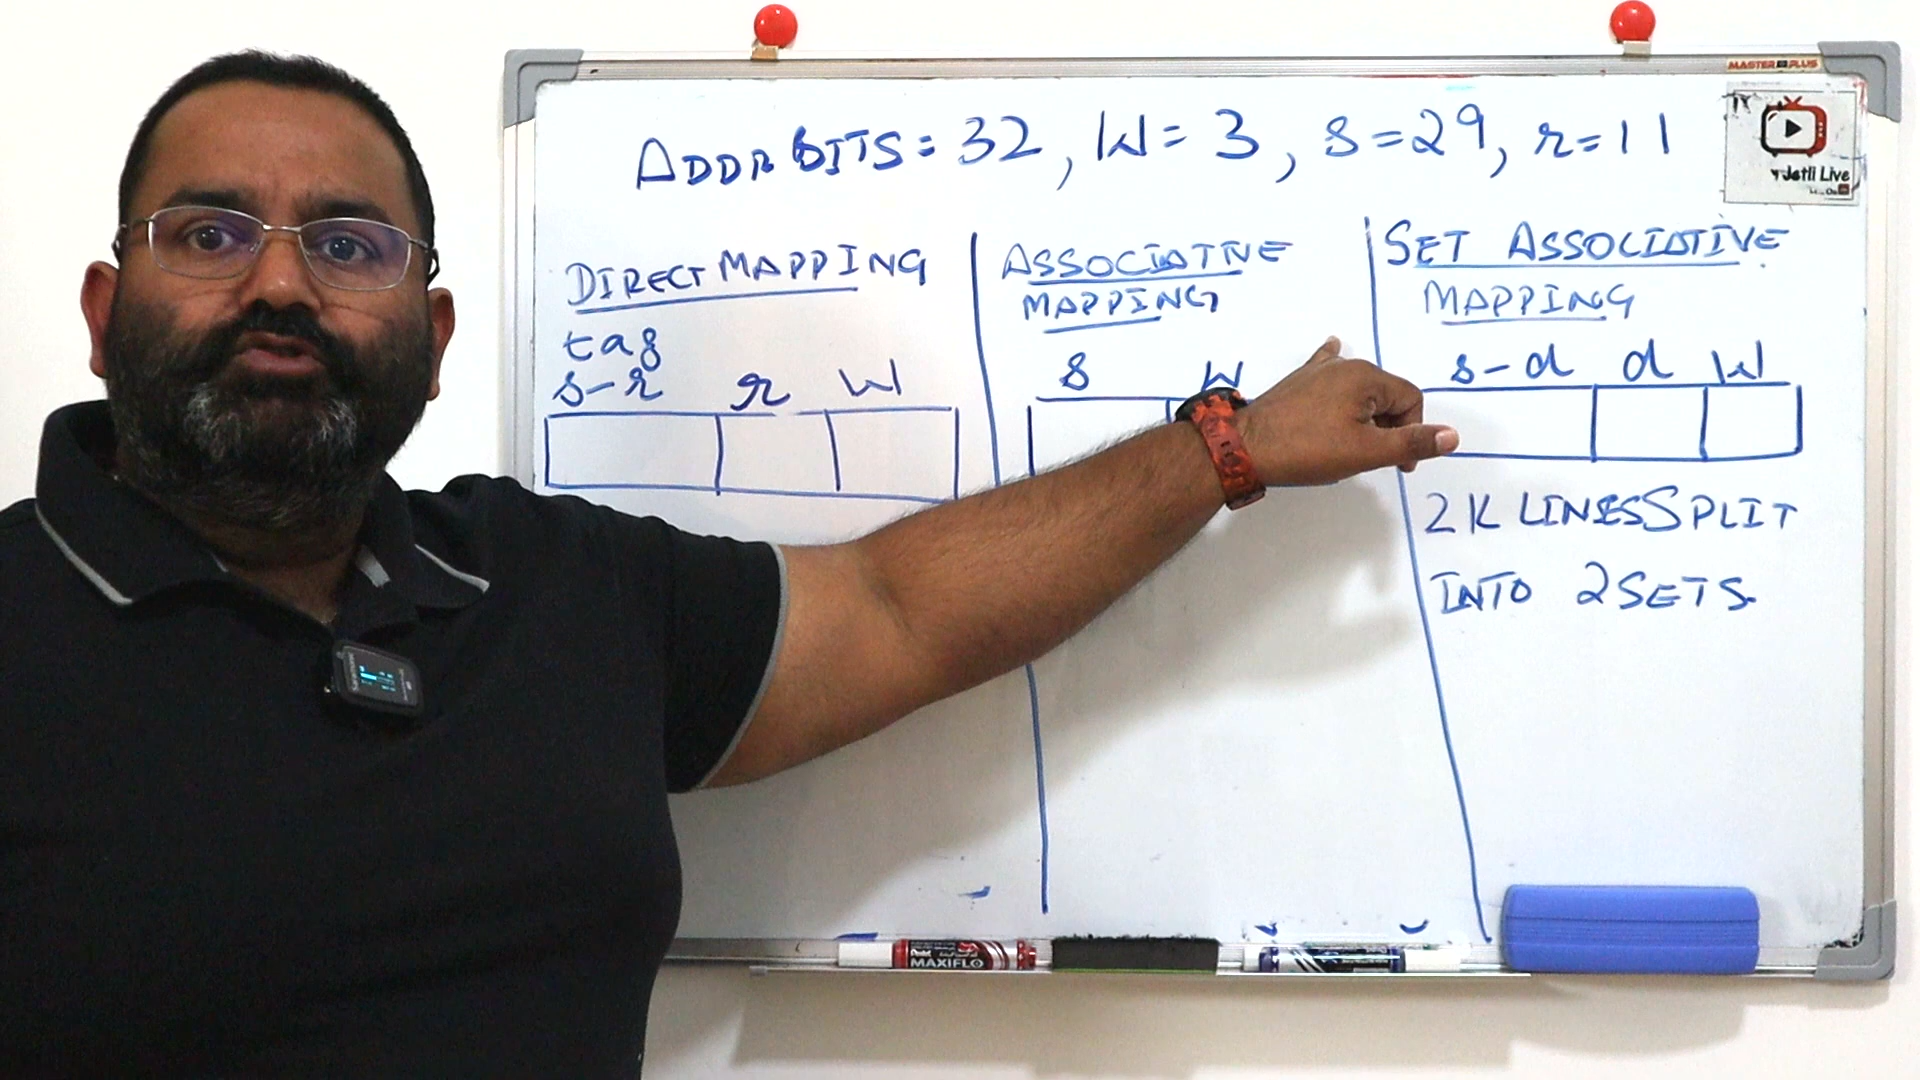 MASTER PLUS
ADDR BITS = 32, W = 3, s = 29, r = 11
Jetli Live
DIRECT MAPPING
tag
s-r r W
ASSOCIATIVE
MAPPING
s W
SET ASSOCIATIVE
MAPPING
s-d d W
2K LINES SPLIT
INTO 2 SETS.
Pentel
MAXIFLO